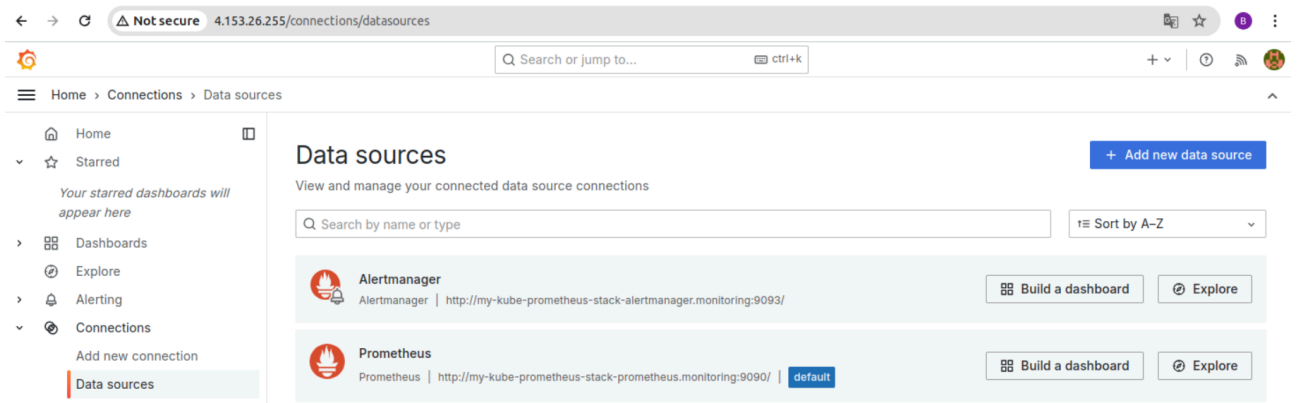 Not secure 4.153.26.255/connections/datasources B
Search or jump to... ctrl+k
Home › Connections › Data sources
Home
Starred
Your starred dashboards will
appear here
Dashboards
Explore
Alerting
Connections
Add new connection
Data sources
Data sources
+ Add new data source
View and manage your connected data source connections
Search by name or type
Sort by A–Z
Alertmanager
Alertmanager | http://my-kube-prometheus-stack-alertmanager.monitoring:9093/
Build a dashboard
Explore
Prometheus
Prometheus | http://my-kube-prometheus-stack-prometheus.monitoring:9090/ | default
Build a dashboard
Explore